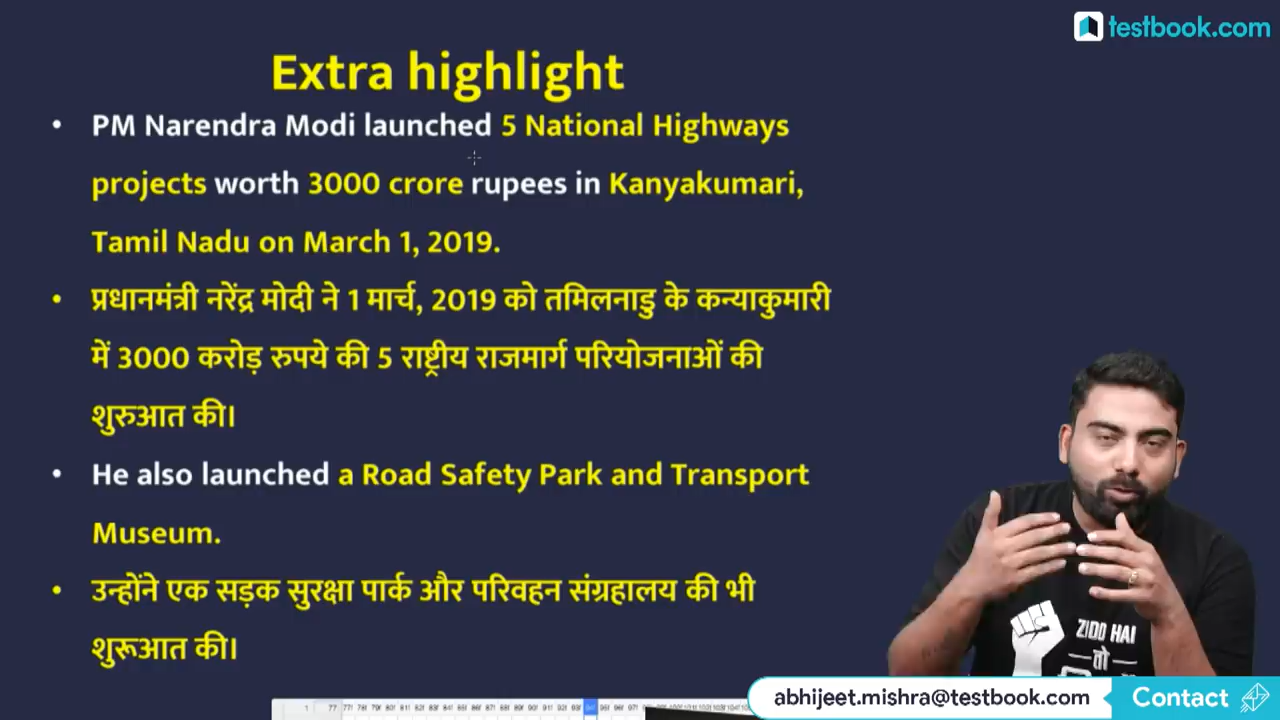 testbook.com
Extra highlight
• PM Narendra Modi launched 5 National Highways
projects worth 3000 crore rupees in Kanyakumari,
Tamil Nadu on March 1, 2019.
• प्रधानमंत्री नरेंद्र मोदी ने 1 मार्च, 2019 को तमिलनाडु के कन्याकुमारी
में 3000 करोड़ रुपये की 5 राष्ट्रीय राजमार्ग परियोजनाओं की
शुरुआत की।
• He also launched a Road Safety Park and Transport
Museum.
• उन्होंने एक सड़क सुरक्षा पार्क और परिवहन संग्रहालय की भी
शुरूआत की।
ZIDD HAI
तो
abhijeet.mishra@testbook.com
Contact